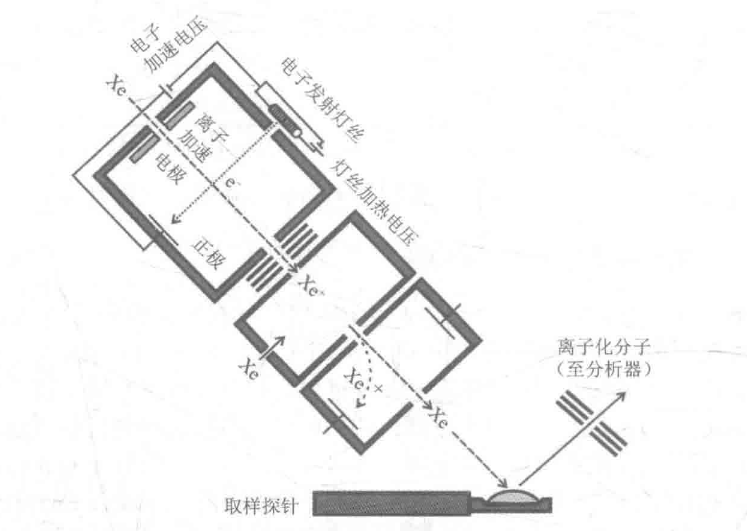 电子
加速电压
Xe
电子发射灯丝
离子
加速
电极
e⁻
灯丝加热电压
正极
Xe⁺
Xe
Xe⁺
Xe
离子化分子
（至分析器）
取样探针